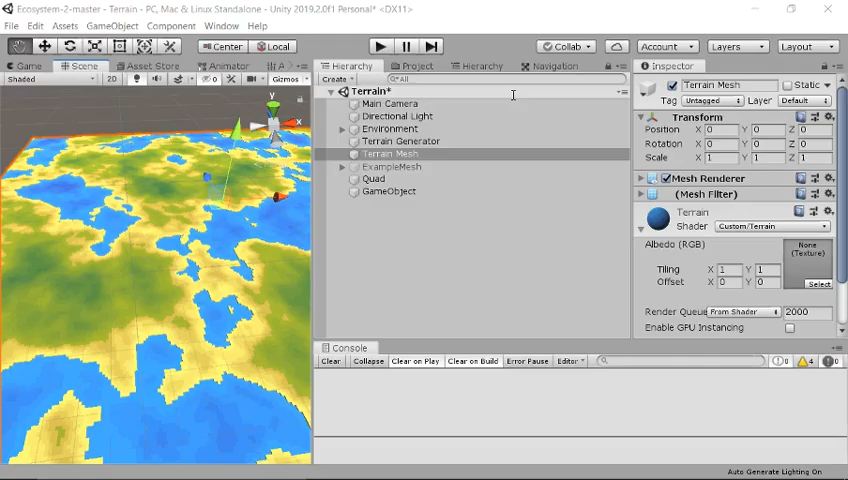 Ecosystem-2-master - Terrain - PC, Mac & Linux Standalone - Unity 2019.2.0f1 Personal* <DX11>
File Edit Assets GameObject Component Window Help
Center Local Collab Account Layers Layout
Game Scene Asset Store Animator A Hierarchy Project Hierarchy Navigation Inspector
Shaded 2D 0 Gizmos Create All
Terrain*
Main Camera
Directional Light
Environment
Terrain Generator
Terrain Mesh
ExampleMesh
Quad
GameObject
y
x
Terrain Mesh Static
Tag Untagged Layer Default
Transform
Position X 0 Y 0 Z 0
Rotation X 0 Y 0 Z 0
Scale X 1 Y 1 Z 1
Mesh Renderer
(Mesh Filter)
Terrain
Shader Custom/Terrain
Albedo (RGB)
None
(Texture)
Select
Tiling X 1 Y 1
Offset X 0 Y 0
Render Queue From Shader 2000
Enable GPU Instancing
Console
Clear Collapse Clear on Play Clear on Build Error Pause Editor 0 4 0
Auto Generate Lighting On